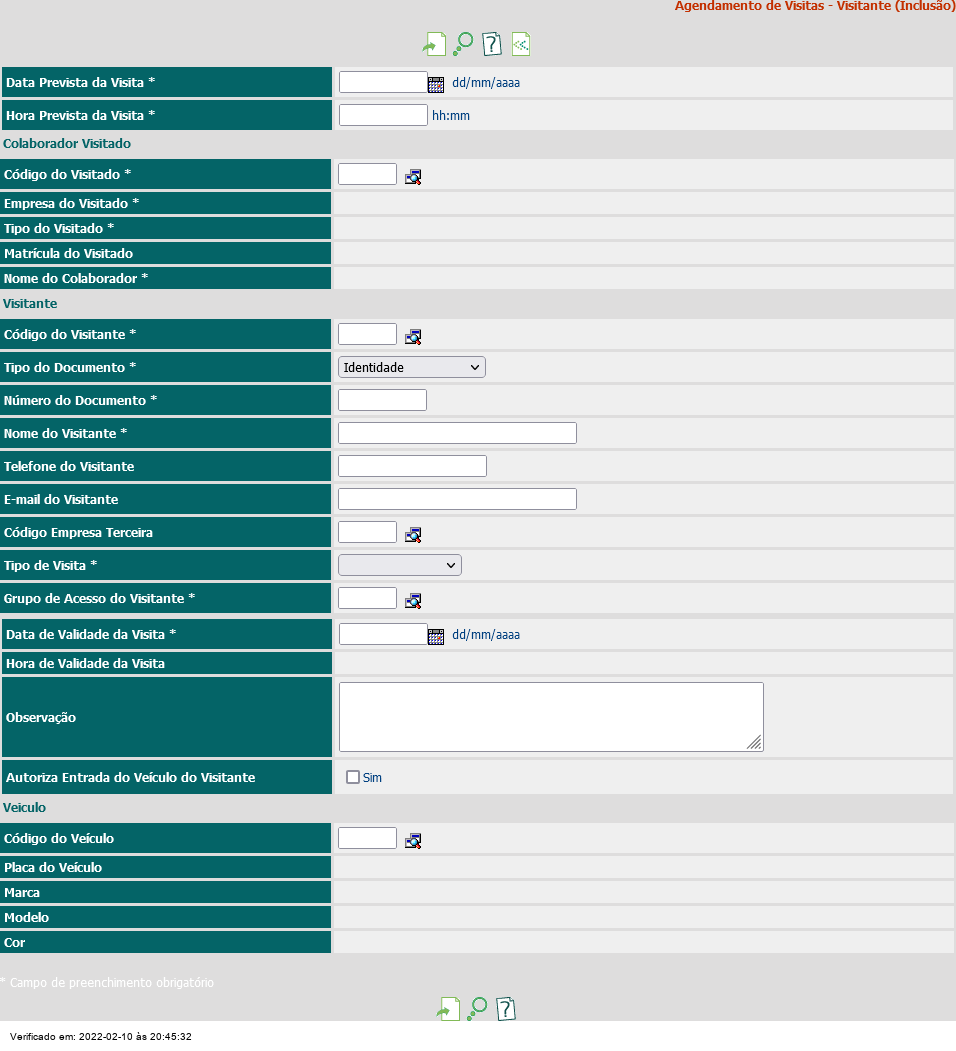 Agendamento de Visitas - Visitante (Inclusão)
Data Prevista da Visita * dd/mm/aaaa
Hora Prevista da Visita * hh:mm
Colaborador Visitado
Código do Visitado *
Empresa do Visitado *
Tipo do Visitado *
Matrícula do Visitado
Nome do Colaborador *
Visitante
Código do Visitante *
Tipo do Documento * Identidade
Número do Documento *
Nome do Visitante *
Telefone do Visitante
E-mail do Visitante
Código Empresa Terceira
Tipo de Visita *
Grupo de Acesso do Visitante *
Data de Validade da Visita * dd/mm/aaaa
Hora de Validade da Visita
Observação
Autoriza Entrada do Veículo do Visitante Sim
Veiculo
Código do Veículo
Placa do Veículo
Marca
Modelo
Cor
* Campo de preenchimento obrigatório
Verificado em: 2022-02-10 às 20:45:32